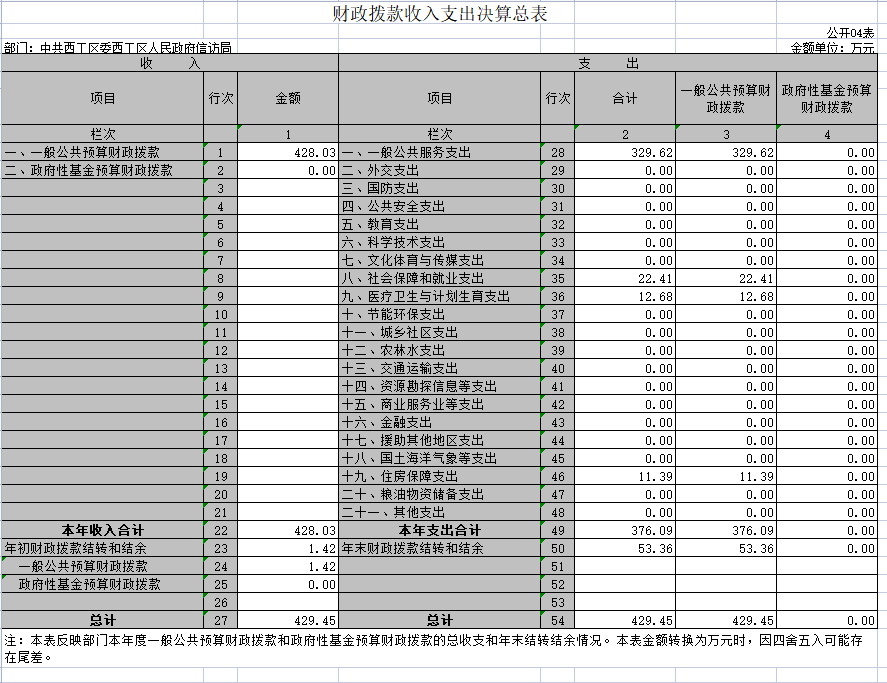 财政拨款收入支出决算总表
公开04表
部门：中共西工区委西工区人民政府信访局 金额单位：万元
收 入 支 出
项目 行次 金额 项目 行次 合计 一般公共预算财政拨款 政府性基金预算财政拨款
栏次 1 栏次 2 3 4
一、一般公共预算财政拨款 1 428.03 一、一般公共服务支出 28 329.62 329.62 0.00
二、政府性基金预算财政拨款 2 0.00 二、外交支出 29 0.00 0.00 0.00
3 三、国防支出 30 0.00 0.00 0.00
4 四、公共安全支出 31 0.00 0.00 0.00
5 五、教育支出 32 0.00 0.00 0.00
6 六、科学技术支出 33 0.00 0.00 0.00
7 七、文化体育与传媒支出 34 0.00 0.00 0.00
8 八、社会保障和就业支出 35 22.41 22.41 0.00
9 九、医疗卫生与计划生育支出 36 12.68 12.68 0.00
10 十、节能环保支出 37 0.00 0.00 0.00
11 十一、城乡社区支出 38 0.00 0.00 0.00
12 十二、农林水支出 39 0.00 0.00 0.00
13 十三、交通运输支出 40 0.00 0.00 0.00
14 十四、资源勘探信息等支出 41 0.00 0.00 0.00
15 十五、商业服务业等支出 42 0.00 0.00 0.00
16 十六、金融支出 43 0.00 0.00 0.00
17 十七、援助其他地区支出 44 0.00 0.00 0.00
18 十八、国土海洋气象等支出 45 0.00 0.00 0.00
19 十九、住房保障支出 46 11.39 11.39 0.00
20 二十、粮油物资储备支出 47 0.00 0.00 0.00
21 二十一、其他支出 48 0.00 0.00 0.00
本年收入合计 22 428.03 本年支出合计 49 376.09 376.09 0.00
年初财政拨款结转和结余 23 1.42 年末财政拨款结转和结余 50 53.36 53.36 0.00
一般公共预算财政拨款 24 1.42 51
政府性基金预算财政拨款 25 0.00 52
26 53
总计 27 429.45 总计 54 429.45 429.45 0.00
注：本表反映部门本年度一般公共预算财政拨款和政府性基金预算财政拨款的总收支和年末结转结余情况。本表金额转换为万元时，因四舍五入可能存
在尾差。